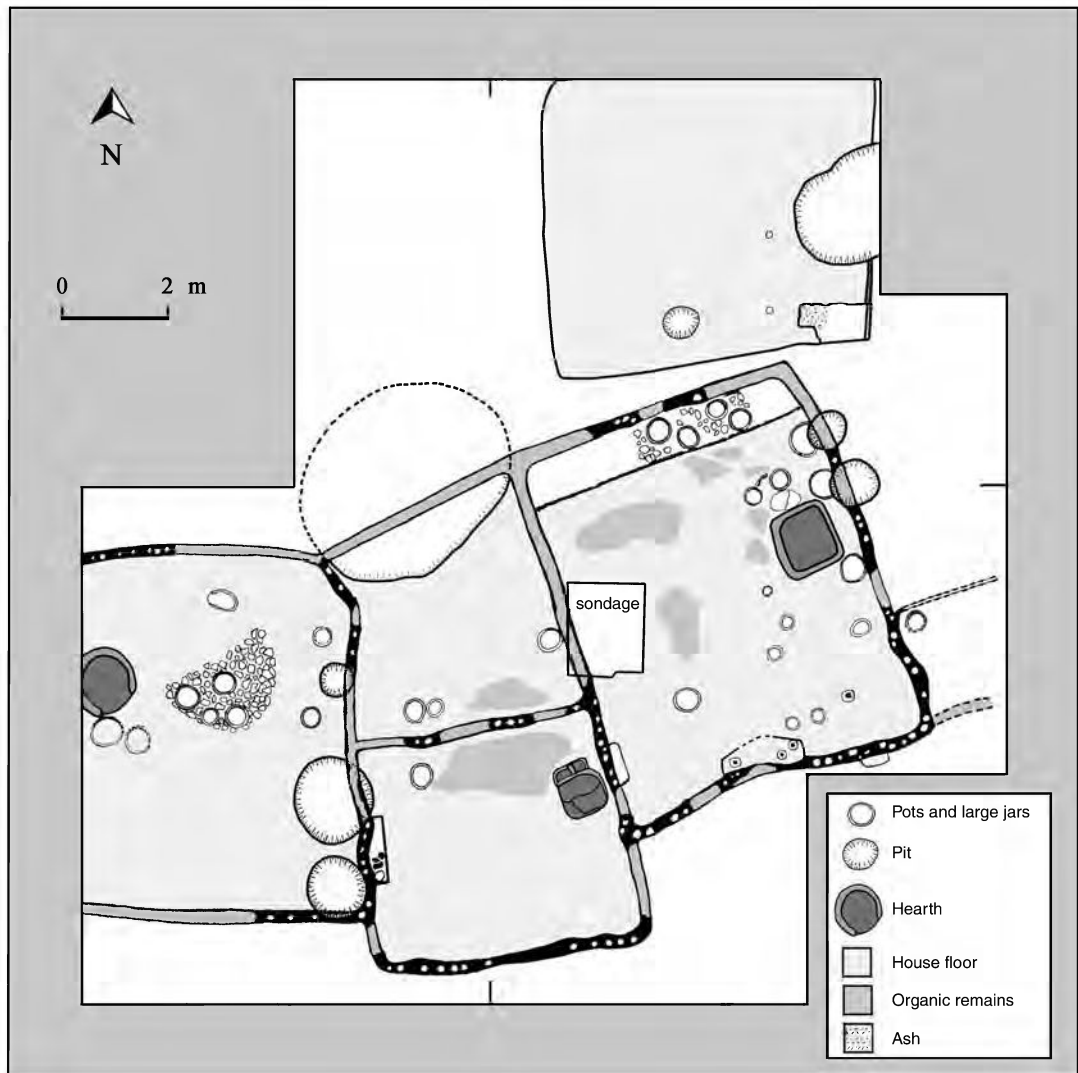 N
0 2 m
sondage
Pots and large jars
Pit
Hearth
House floor
Organic remains
Ash